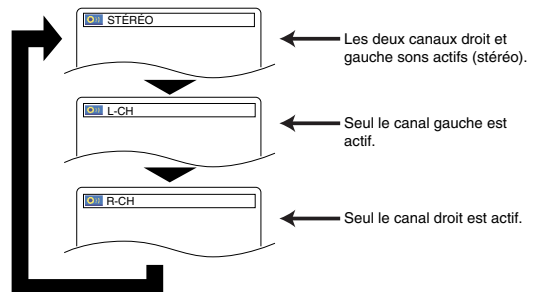 STÉRÉO
Les deux canaux droit et
gauche sons actifs (stéréo).
L-CH
Seul le canal gauche est
actif.
R-CH
Seul le canal droit est actif.